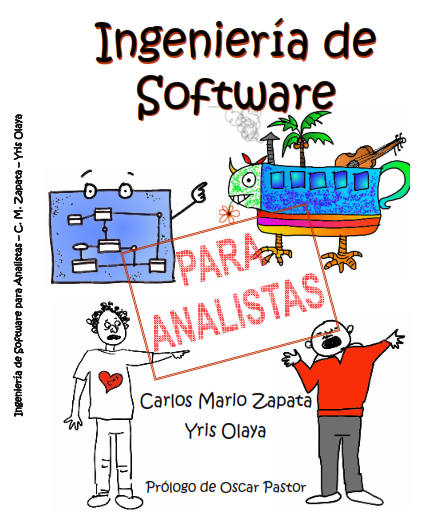 Ingeniería de
Software
Ingeniería de Software para Analistas – C. M. Zapata – Yris Olaya
PARA
ANALISTAS
Carlos Mario Zapata
Yris Olaya
Prólogo de Oscar Pastor